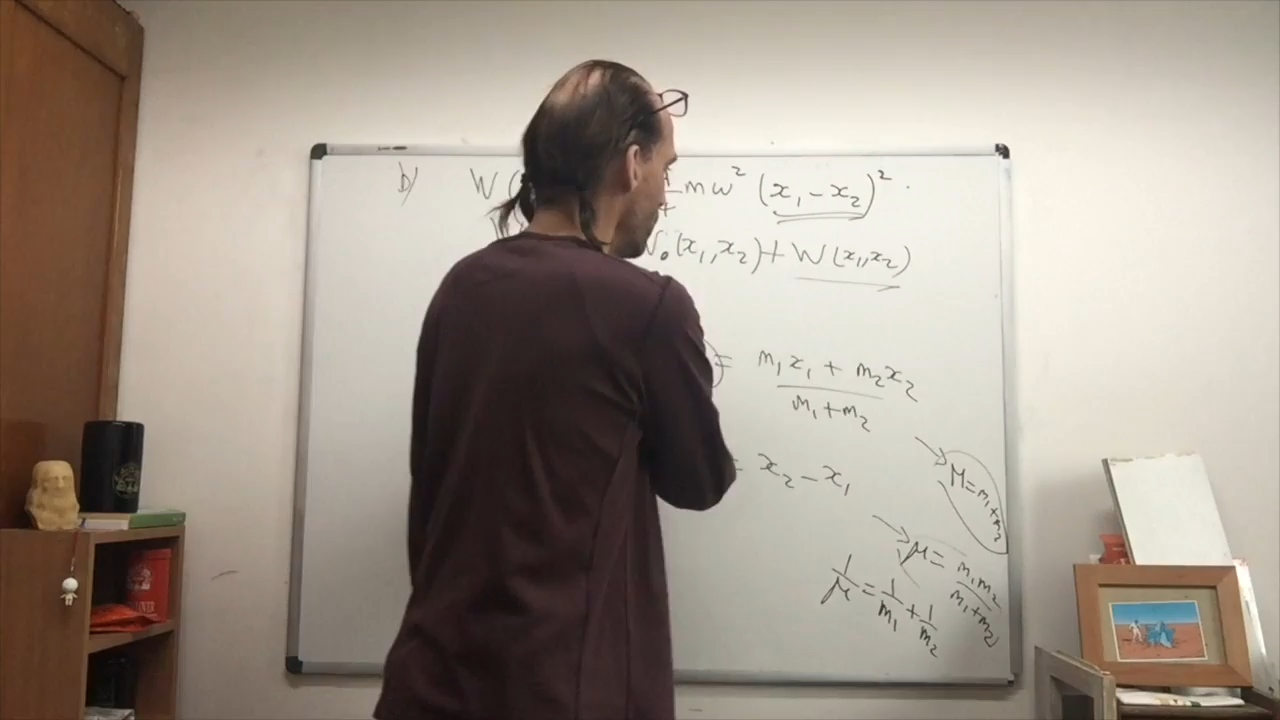 b) W( mω² (x₁ - x₂)² .
V₀(x₁,x₂) + W(x₁,x₂)
= m₁x₁ + m₂x₂ / m₁ + m₂
= x₂ - x₁
M = m₁ + m₂
μ = m₁m₂ / m₁ + m₂
1/μ = 1/m₁ + 1/m₂